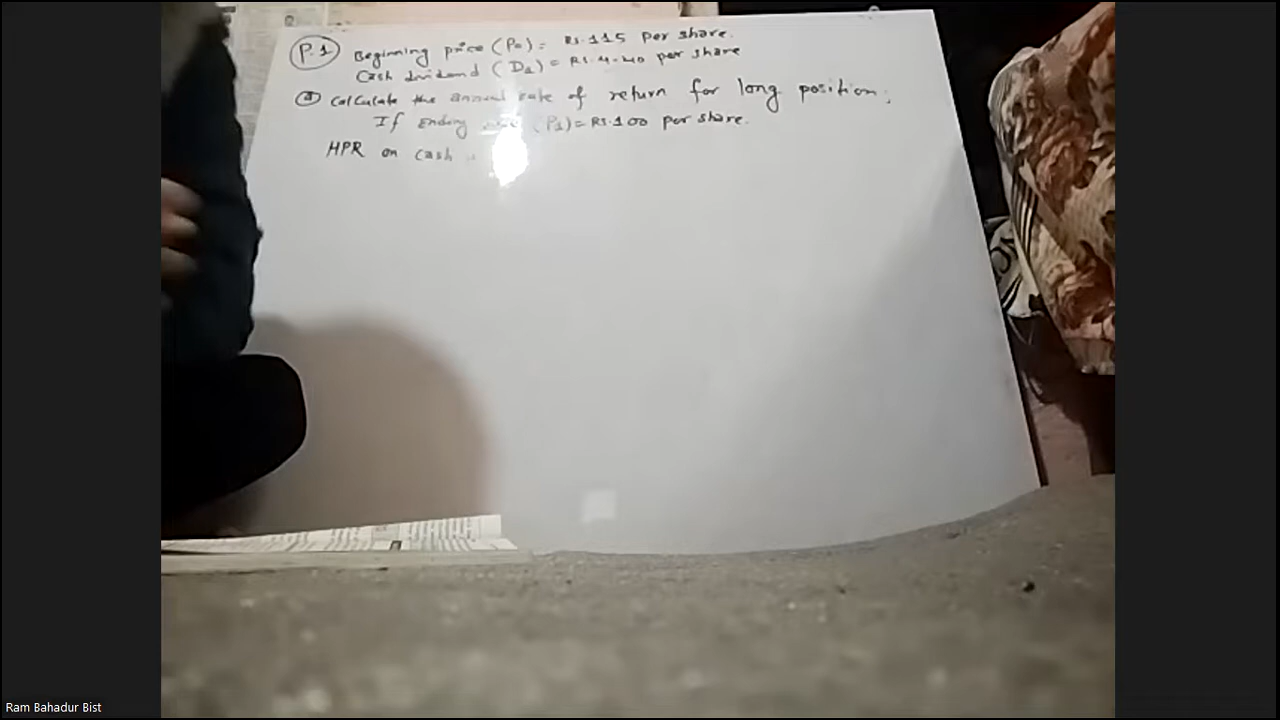 P.1 Beginning price (P₀) = Rs.115 per share.
Cash dividend (D₁) = Rs.4.40 per share
a) Calculate the annual rate of return for long position,
If Ending (P₁) = Rs.100 per share.
HPR on cash
Ram Bahadur Bist